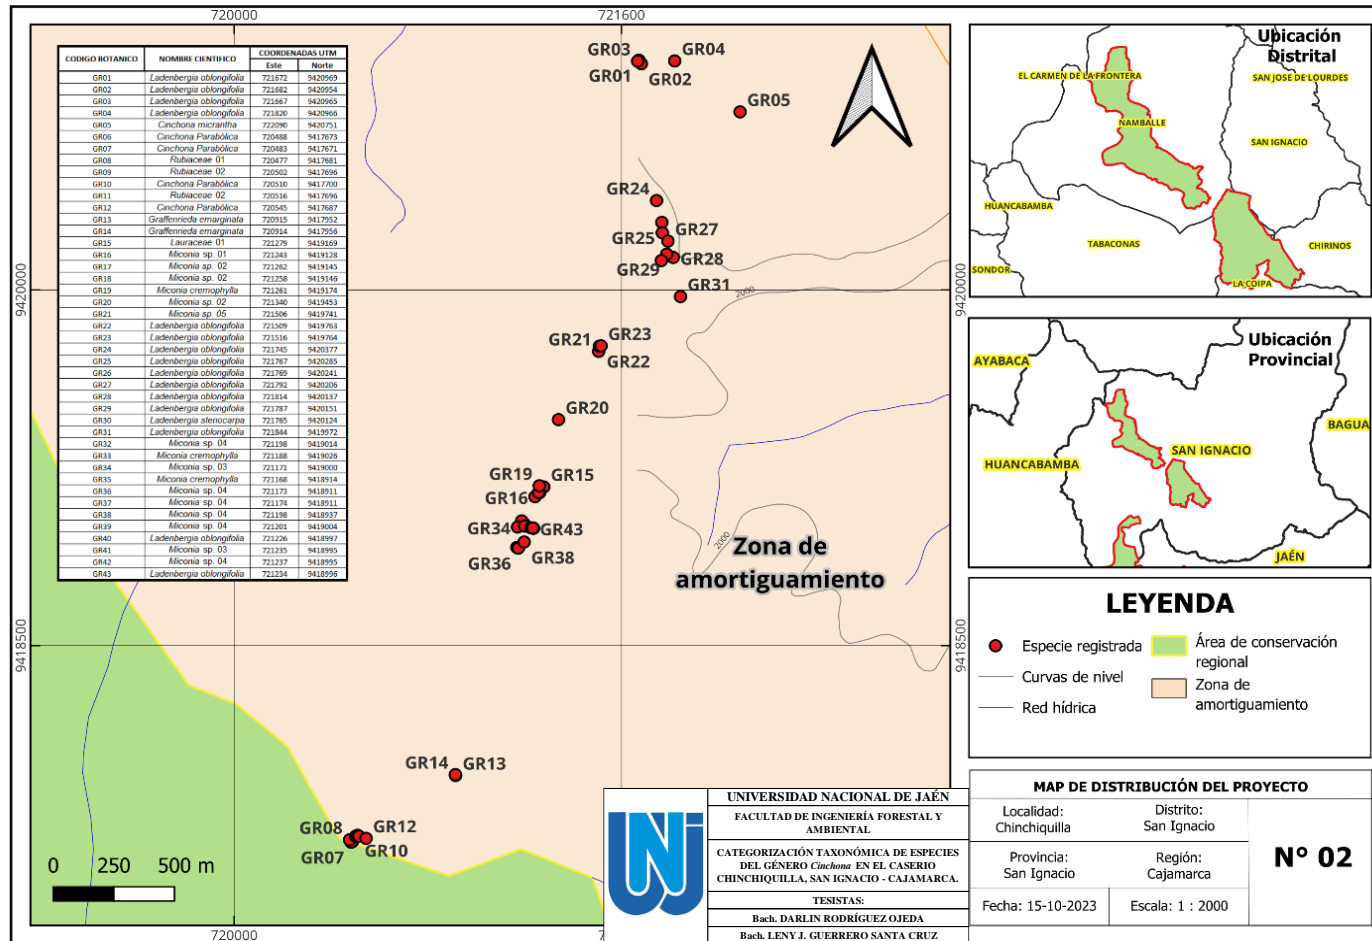 720000
721600
CODIGO BOTANICO NOMBRE CIENTIFICO COORDENADAS UTM
Este Norte
GR01 Ladenbergia oblongifolia 721672 9420969
GR02 Ladenbergia oblongifolia 721682 9420954
GR03 Ladenbergia oblongifolia 721667 9420965
GR04 Ladenbergia oblongifolia 721820 9420966
GR05 Cinchona micrantha 722090 9420751
GR06 Cinchona Parabólica 720488 9417673
GR07 Cinchona Parabólica 720483 9417671
GR08 Rubiaceae 01 720477 9417681
GR09 Rubiaceae 02 720502 9417696
GR10 Cinchona Parabólica 720510 9417700
GR11 Rubiaceae 02 720516 9417696
GR12 Cinchona Parabólica 720545 9417687
GR13 Graffenrieda emarginata 720915 9417952
GR14 Graffenrieda emarginata 720914 9417956
GR15 Lauraceae 01 721279 9419169
GR16 Miconia sp. 01 721243 9419128
GR17 Miconia sp. 02 721262 9419145
GR18 Miconia sp. 02 721258 9419146
GR19 Miconia cremophylla 721261 9419174
GR20 Miconia sp. 02 721340 9419453
GR21 Miconia sp. 05 721506 9419741
GR22 Ladenbergia oblongifolia 721509 9419763
GR23 Ladenbergia oblongifolia 721516 9419764
GR24 Ladenbergia oblongifolia 721745 9420377
GR25 Ladenbergia oblongifolia 721767 9420285
GR26 Ladenbergia oblongifolia 721769 9420241
GR27 Ladenbergia oblongifolia 721792 9420206
GR28 Ladenbergia oblongifolia 721814 9420137
GR29 Ladenbergia oblongifolia 721787 9420151
GR30 Ladenbergia stenocarpa 721765 9420124
GR31 Ladenbergia oblongifolia 721844 9419972
GR32 Miconia sp. 04 721198 9419014
GR33 Miconia cremophylla 721188 9419026
GR34 Miconia sp. 03 721171 9419000
GR35 Miconia cremophylla 721168 9418914
GR36 Miconia sp. 04 721173 9418911
GR37 Miconia sp. 04 721174 9418911
GR38 Miconia sp. 04 721198 9418937
GR39 Miconia sp. 04 721201 9419004
GR40 Ladenbergia oblongifolia 721226 9418997
GR41 Miconia sp. 03 721235 9418995
GR42 Miconia sp. 04 721237 9418995
GR43 Ladenbergia oblongifolia 721234 9418996
GR03 GR04
GR01 GR02
GR05
GR24
GR27
GR25
GR28
GR29
GR31
2000
GR23
GR21
GR22
GR20
GR19 GR15
GR16
GR34 GR43
GR38
GR36
2000
Zona de
amortiguamiento
GR14 GR13
GR08 GR12
GR07 GR10
0 250 500 m
9420000
9418500
9420000
9418500
720000
Ubicación
Distrital
EL CARMEN DE LA FRONTERA
SAN JOSE DE LOURDES
NAMBALLE
SAN IGNACIO
HUANCABAMBA
TABACONAS
CHIRINOS
SONDOR
LA COIPA
Ubicación
Provincial
AYABACA
BAGUA
SAN IGNACIO
HUANCABAMBA
JAÉN
LEYENDA
Especie registrada
Curvas de nivel
Red hídrica
Área de conservación
regional
Zona de
amortiguamiento
UNJ
UNIVERSIDAD NACIONAL DE JAÉN
FACULTAD DE INGENIERÍA FORESTAL Y
AMBIENTAL
CATEGORIZACIÓN TAXONÓMICA DE ESPECIES
DEL GÉNERO Cinchona EN EL CASERIO
CHINCHIQUILLA, SAN IGNACIO - CAJAMARCA.
TESISTAS:
Bach. DARLIN RODRÍGUEZ OJEDA
Bach. LENY J. GUERRERO SANTA CRUZ
MAP DE DISTRIBUCIÓN DEL PROYECTO
Localidad:
Chinchiquilla
Distrito:
San Ignacio
Provincia:
San Ignacio
Región:
Cajamarca
Fecha: 15-10-2023
Escala: 1 : 2000
N° 02